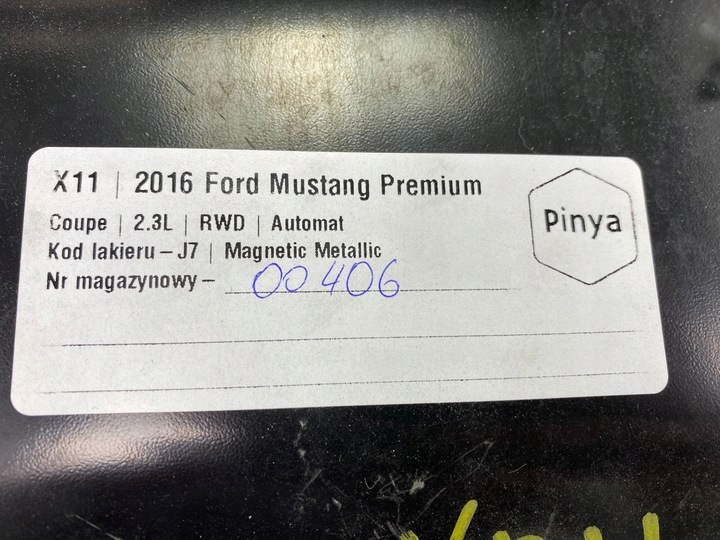 X11 | 2016 Ford Mustang Premium
Coupe | 2.3L | RWD | Automat
Kod lakieru – J7 | Magnetic Metallic
Nr magazynowy – 00406
Pinya